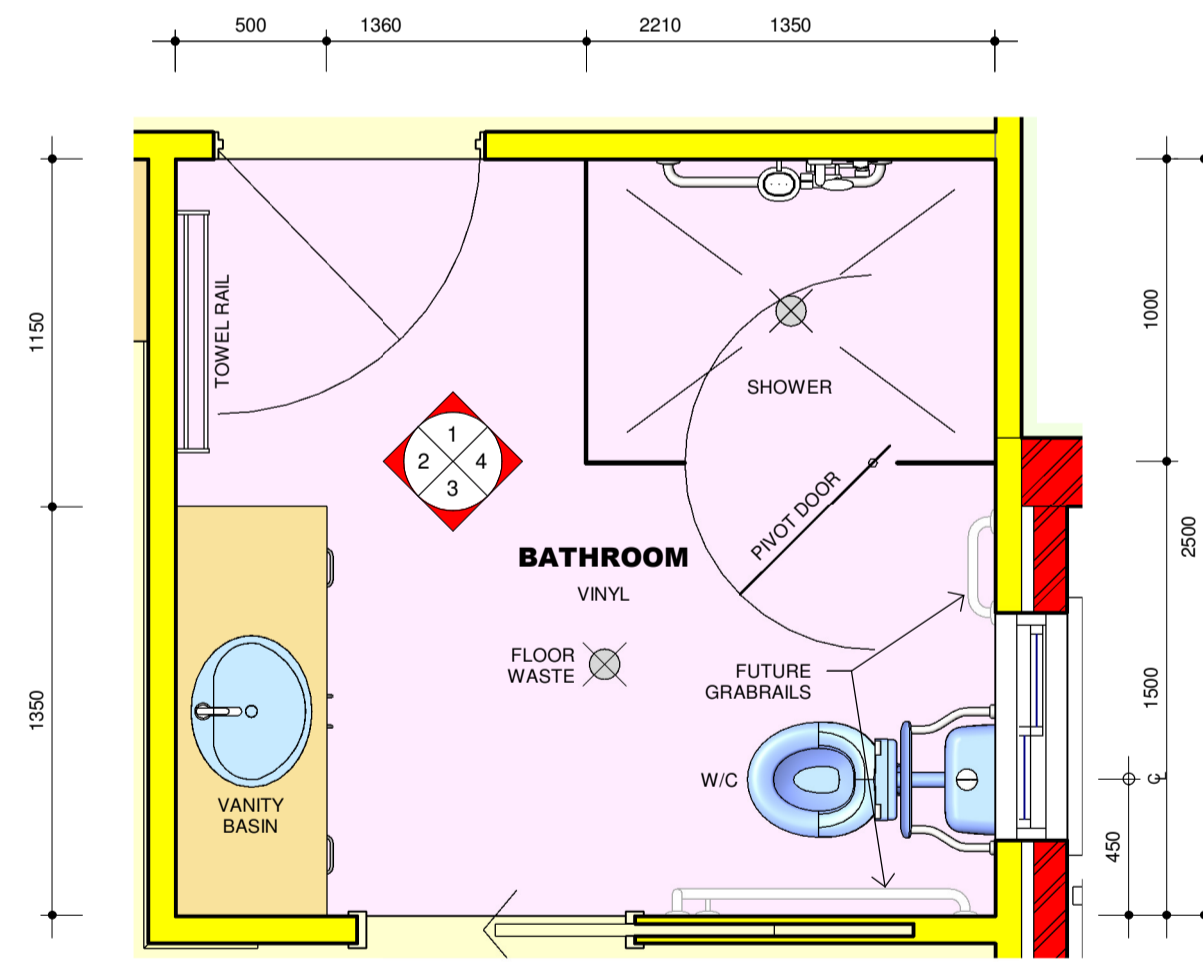 500 1360 2210 1350
1150
TOWEL RAIL
1000
SHOWER
1
2 4
3
PIVOT DOOR
BATHROOM
VINYL
2500
FLOOR
WASTE
FUTURE
GRABRAILS
1350
1500
W/C
CL
VANITY
BASIN
450